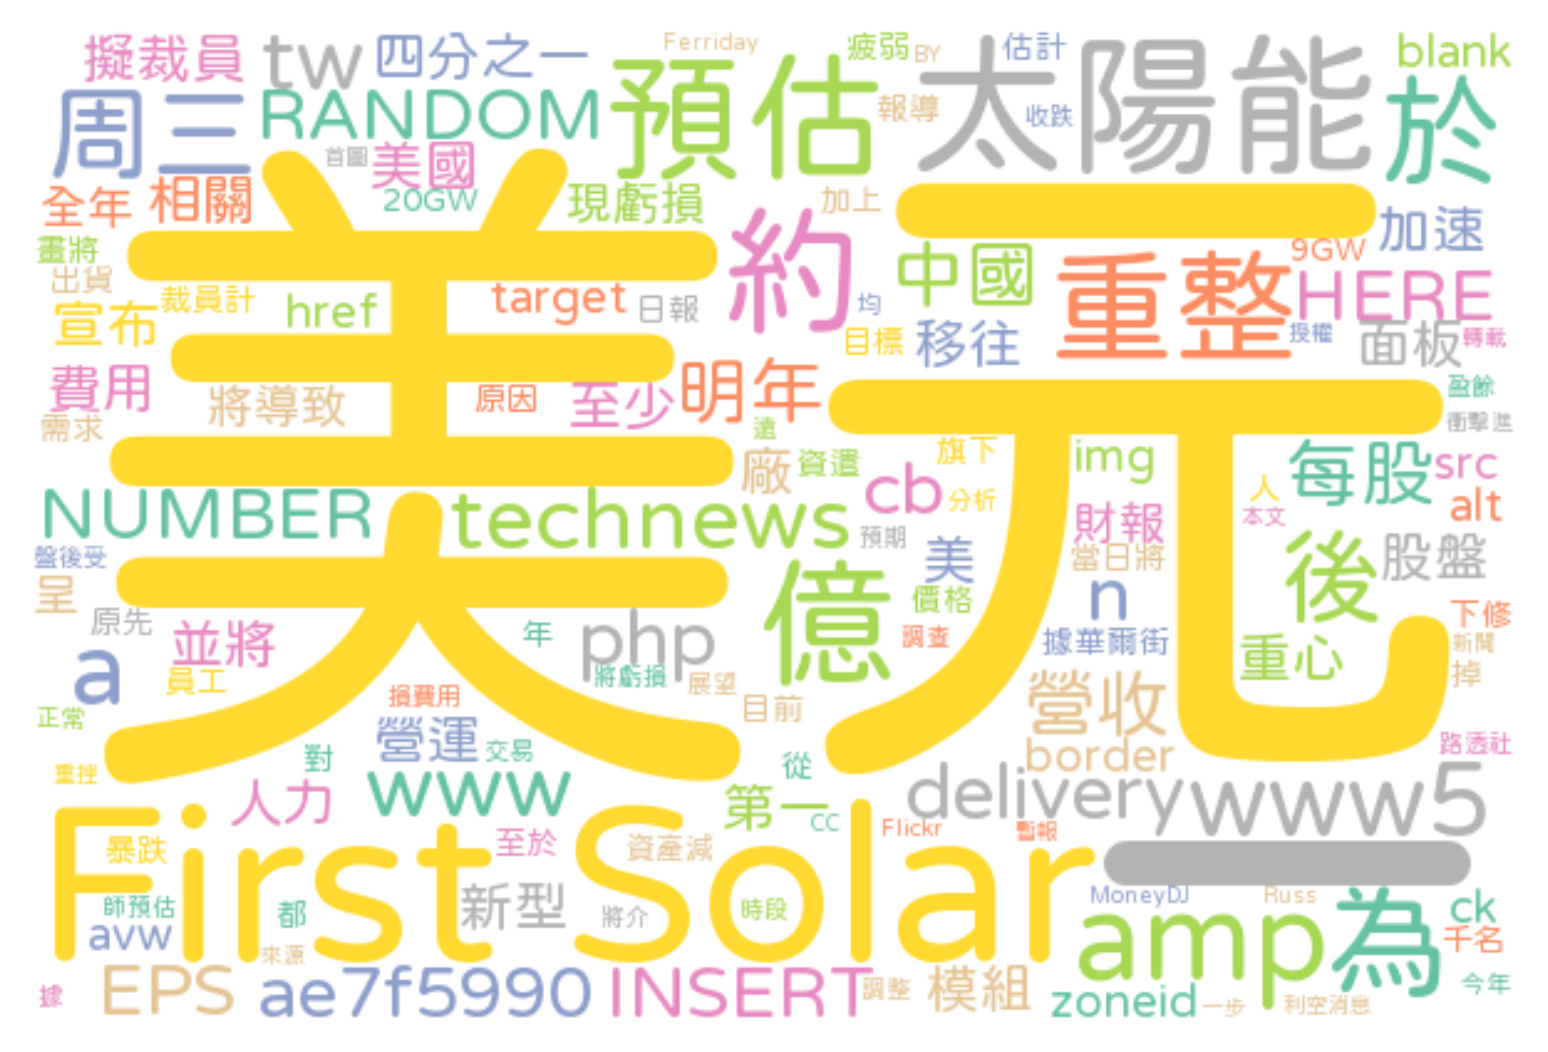 擬裁員 tw 四分之一 Ferriday 疲弱 BY 估計 blank
周三 RANDOM 預估 報導 太陽能 收跌 於
首圖 美國
全年 相關 20GW 現虧損 加上 加速
畫將 美元 約 中國 重整 9GW
出貨 裁員計 href target 日報 均 HERE
宣布 目標 移往 授權 面板 轉載
費用 將導致 原因 至少 明年 盈餘
需求 遠 衝擊進
廠 資遣 cb 旗下 img 每股 src
NUMBER technews 分析 人 alt
預期 財報 本文
盤後受 美 當日將 後 股盤
呈 原先 億 價格 n 下修
並將 年 php 調查 據華爾街 重心 新聞
a 員工 將虧損 展望 掉
正常 損費用 目前 營收
營運 交易 border 路透社
重挫 對 從
人力 www 第一 delivery www5
First Solar cc Flickr 暫報 一
暴跌 至於 資產減
師預估 都 新型 將介 時段 MoneyDJ Russ ck
avw amp 為 千名
來源
據 EPS ae7f5990 INSERT 調整 模組 zoneid 一步 利空消息 今年